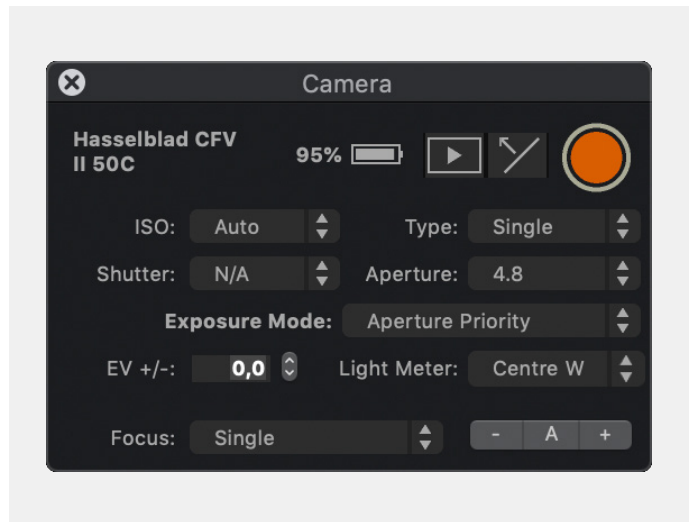 Camera
Hasselblad CFV
II 50C
95%
ISO: Auto Type: Single
Shutter: N/A Aperture: 4.8
Exposure Mode: Aperture Priority
EV +/-: 0,0 Light Meter: Centre W
Focus: Single - A +